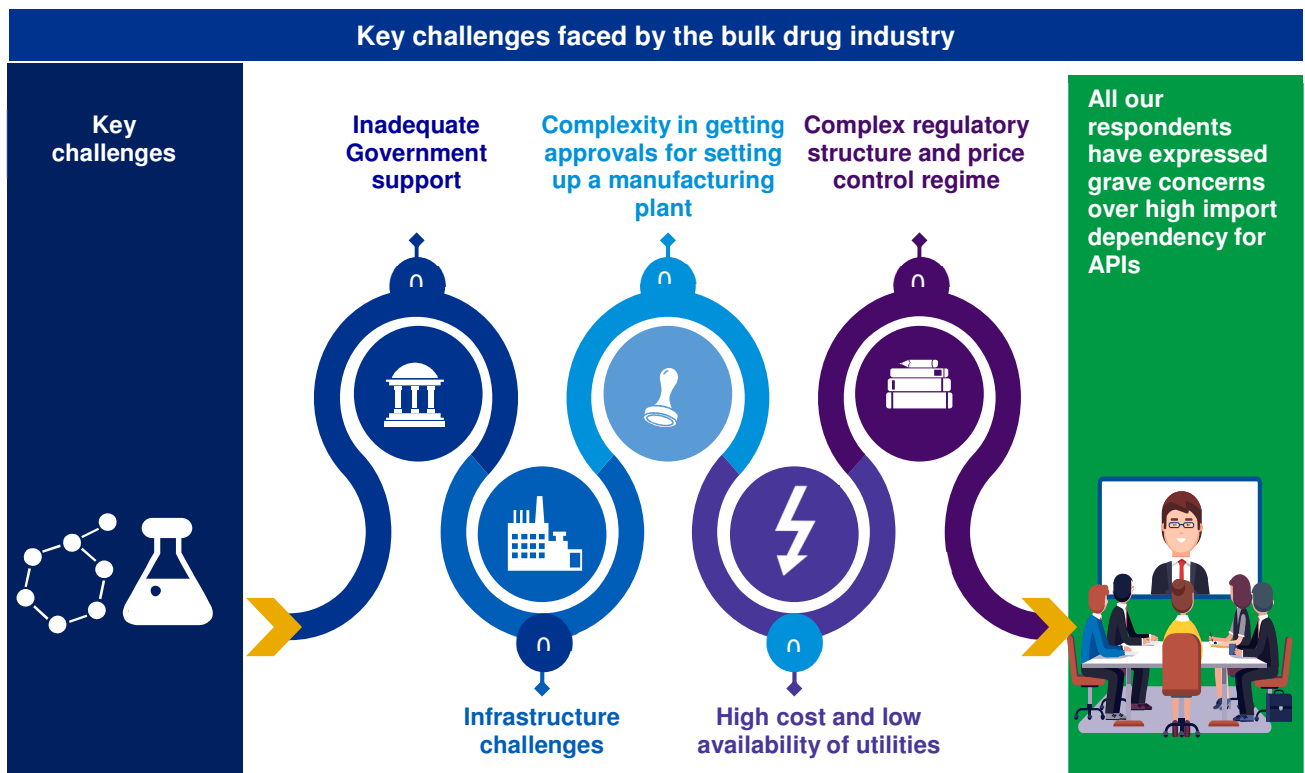 Key challenges faced by the bulk drug industry
Key
challenges
Inadequate
Government
support
Complexity in getting
approvals for setting
up a manufacturing
plant
Complex regulatory
structure and price
control regime
All our
respondents
have expressed
grave concerns
over high import
dependency for
APIs
∩
∩
∩
∩
∩
Infrastructure
challenges
High cost and low
availability of utilities